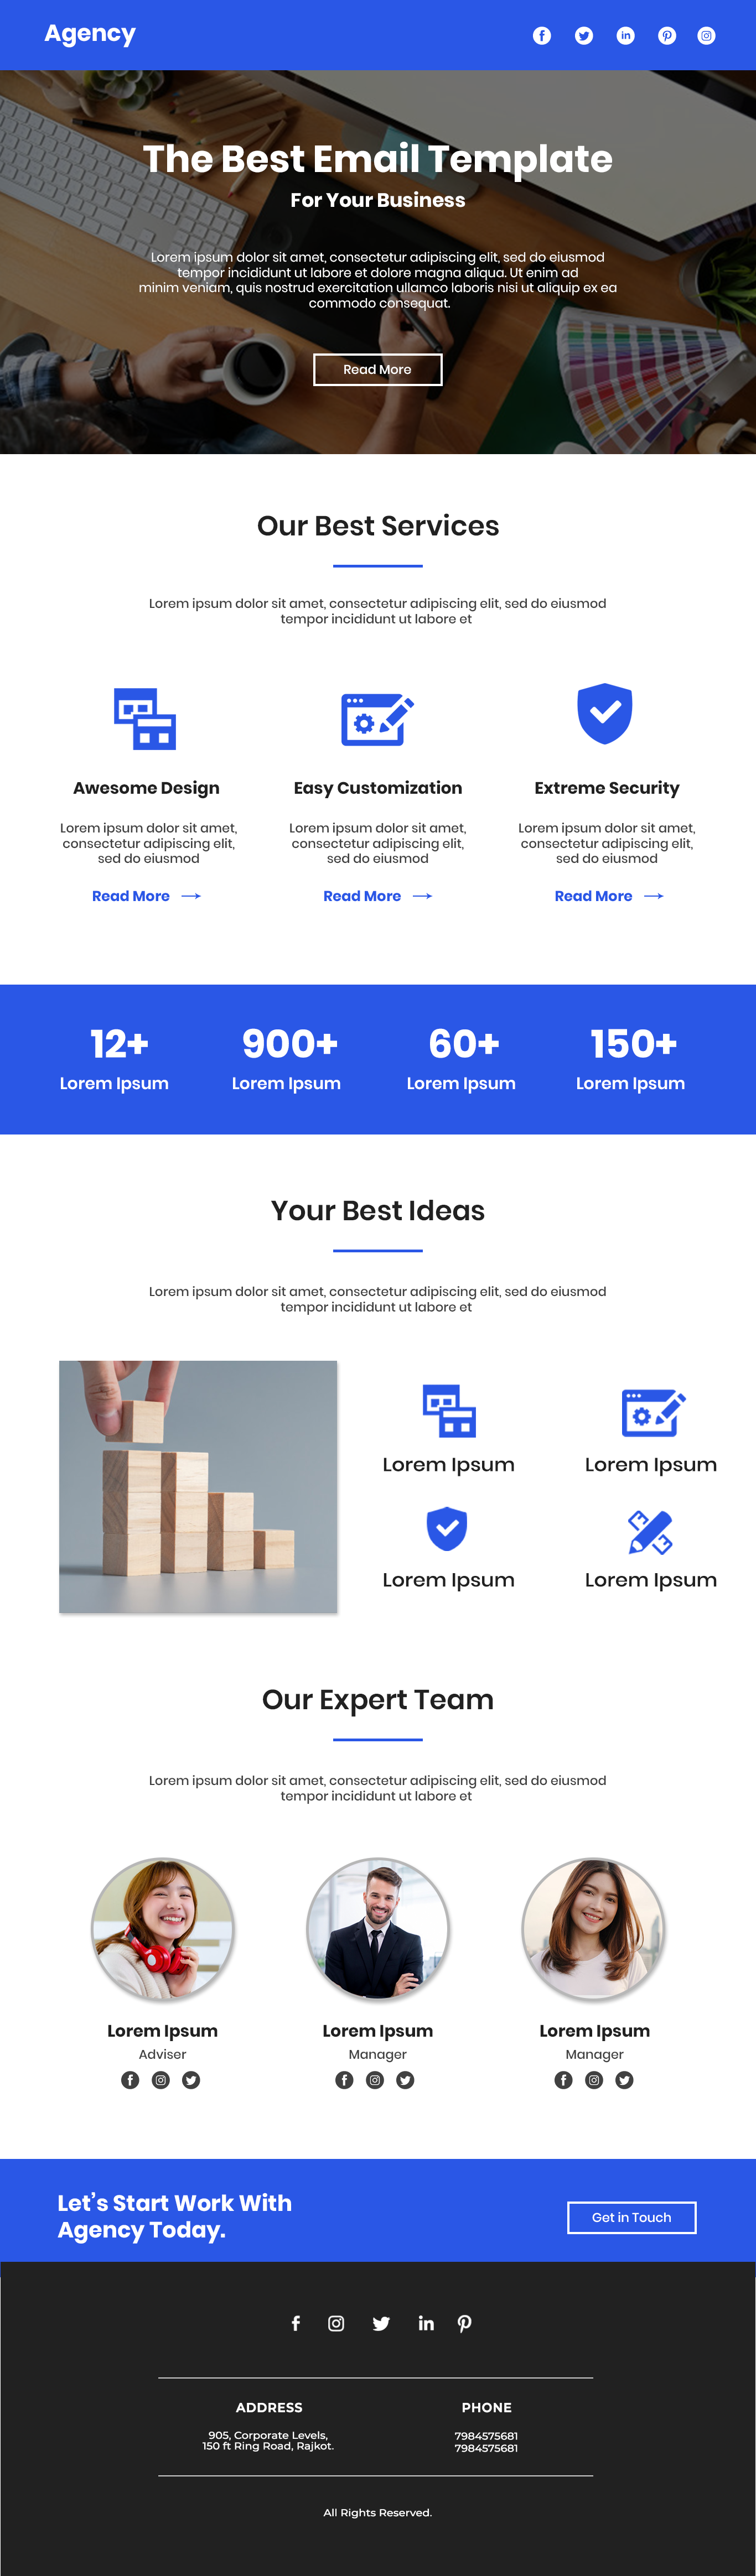 Agency
The Best Email Template
For Your Business
Lorem ipsum dolor sit amet, consectetur adipiscing elit, sed do eiusmod
tempor incididunt ut labore et dolore magna aliqua. Ut enim ad
minim veniam, quis nostrud exercitation ullamco laboris nisi ut aliquip ex ea
commodo consequat.
Read More
Our Best Services
Lorem ipsum dolor sit amet, consectetur adipiscing elit, sed do eiusmod
tempor incididunt ut labore et
Awesome Design
Lorem ipsum dolor sit amet,
consectetur adipiscing elit,
sed do eiusmod
Read More
Easy Customization
Lorem ipsum dolor sit amet,
consectetur adipiscing elit,
sed do eiusmod
Read More
Extreme Security
Lorem ipsum dolor sit amet,
consectetur adipiscing elit,
sed do eiusmod
Read More
12+
Lorem Ipsum
900+
Lorem Ipsum
60+
Lorem Ipsum
150+
Lorem Ipsum
Your Best Ideas
Lorem ipsum dolor sit amet, consectetur adipiscing elit, sed do eiusmod
tempor incididunt ut labore et
Lorem Ipsum
Lorem Ipsum
Lorem Ipsum
Lorem Ipsum
Our Expert Team
Lorem ipsum dolor sit amet, consectetur adipiscing elit, sed do eiusmod
tempor incididunt ut labore et
Lorem Ipsum
Adviser
Lorem Ipsum
Manager
Lorem Ipsum
Manager
Let's Start Work With
Agency Today.
Get in Touch
ADDRESS
905, Corporate Levels,
150 ft Ring Road, Rajkot.
PHONE
7984575681
7984575681
All Rights Reserved.